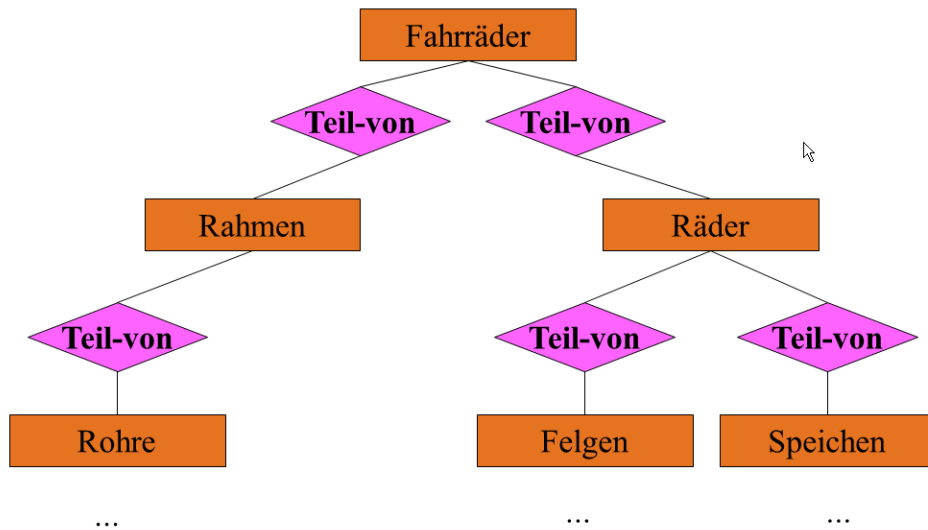 Fahrräder
Teil-von Teil-von
Rahmen Räder
Teil-von Teil-von Teil-von
Rohre Felgen Speichen
... ... ...